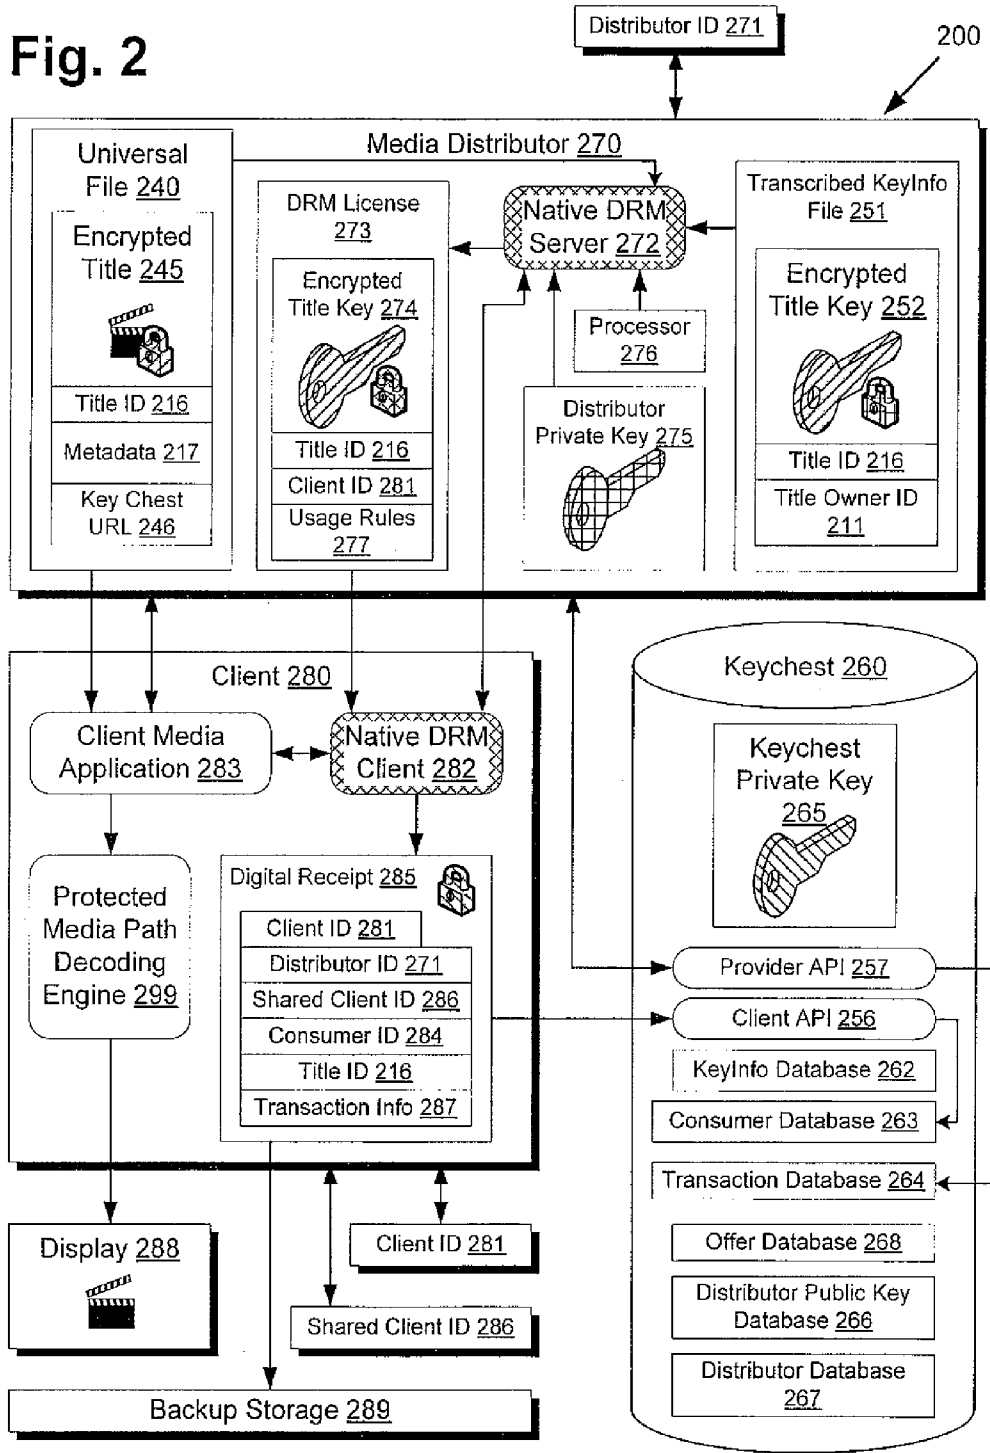 Fig. 2
Distributor ID 271
200
Media Distributor 270
Universal
File 240
Encrypted
Title 245
Title ID 216
Metadata 217
Key Chest
URL 246
DRM License
273
Encrypted
Title Key 274
Title ID 216
Client ID 281
Usage Rules
277
Native DRM
Server 272
Processor
276
Distributor
Private Key 275
Transcribed KeyInfo
File 251
Encrypted
Title Key 252
Title ID 216
Title Owner ID
211
Client 280
Client Media
Application 283
Native DRM
Client 282
Protected
Media Path
Decoding
Engine 299
Digital Receipt 285
Client ID 281
Distributor ID 271
Shared Client ID 286
Consumer ID 284
Title ID 216
Transaction Info 287
Keychest 260
Keychest
Private Key
265
Provider API 257
Client API 256
KeyInfo Database 262
Consumer Database 263
Transaction Database 264
Offer Database 268
Distributor Public Key
Database 266
Distributor Database
267
Display 288
Client ID 281
Shared Client ID 286
Backup Storage 289